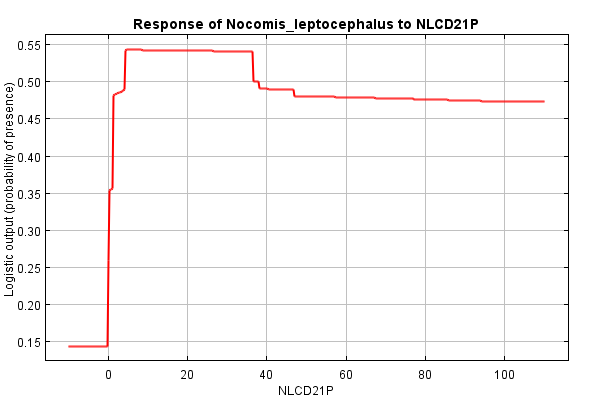 Response of Nocomis_leptocephalus to NLCD21P
Logistic output (probability of presence)
0.55
0.50
0.45
0.40
0.35
0.30
0.25
0.20
0.15
0 20 40 60 80 100
NLCD21P